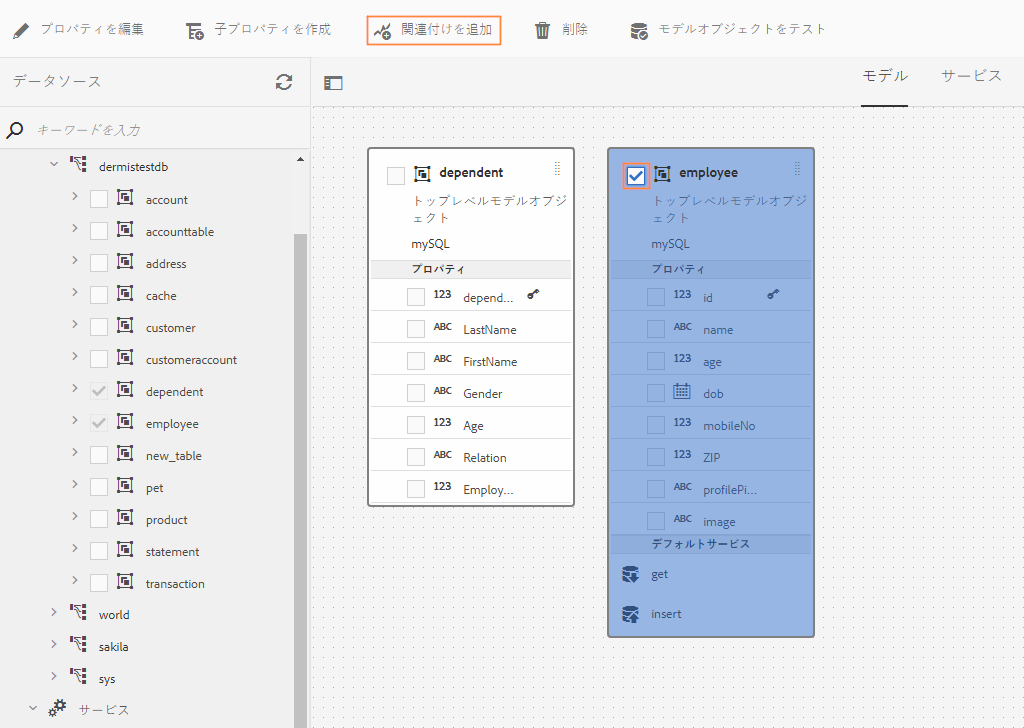 プロパティを編集
子プロパティを作成
関連付けを追加
削除
モデルオブジェクトをテスト
データソース
モデル
サービス
キーワードを入力
dermistestdb
account
accounttable
address
cache
customer
customeraccount
dependent
employee
new_table
pet
product
statement
transaction
world
sakila
sys
サービス
dependent
トップレベルモデルオブジ
ェクト
mySQL
プロパティ
123 depend...
ABC LastName
ABC FirstName
ABC Gender
123 Age
ABC Relation
123 Employ...
employee
トップレベルモデルオブジ
ェクト
mySQL
プロパティ
123 id
ABC name
123 age
dob
123 mobileNo
123 ZIP
ABC profilePi...
ABC image
デフォルトサービス
get
insert